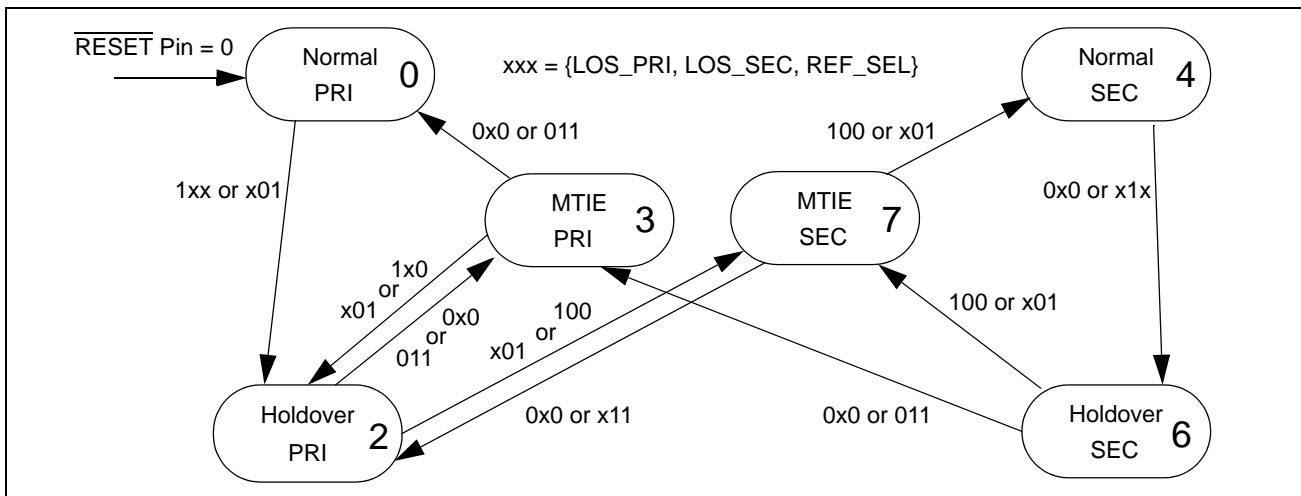 RESET Pin = 0
Normal
PRI
0
xxx = {LOS_PRI, LOS_SEC, REF_SEL}
Normal
SEC
4
0x0 or 011
100 or x01
1xx or x01
0x0 or x1x
MTIE
PRI
3
MTIE
SEC
7
x01 or 1x0
011 or 0x0
x01 or 100
100 or x01
0x0 or x11
0x0 or 011
Holdover
PRI
2
Holdover
SEC
6